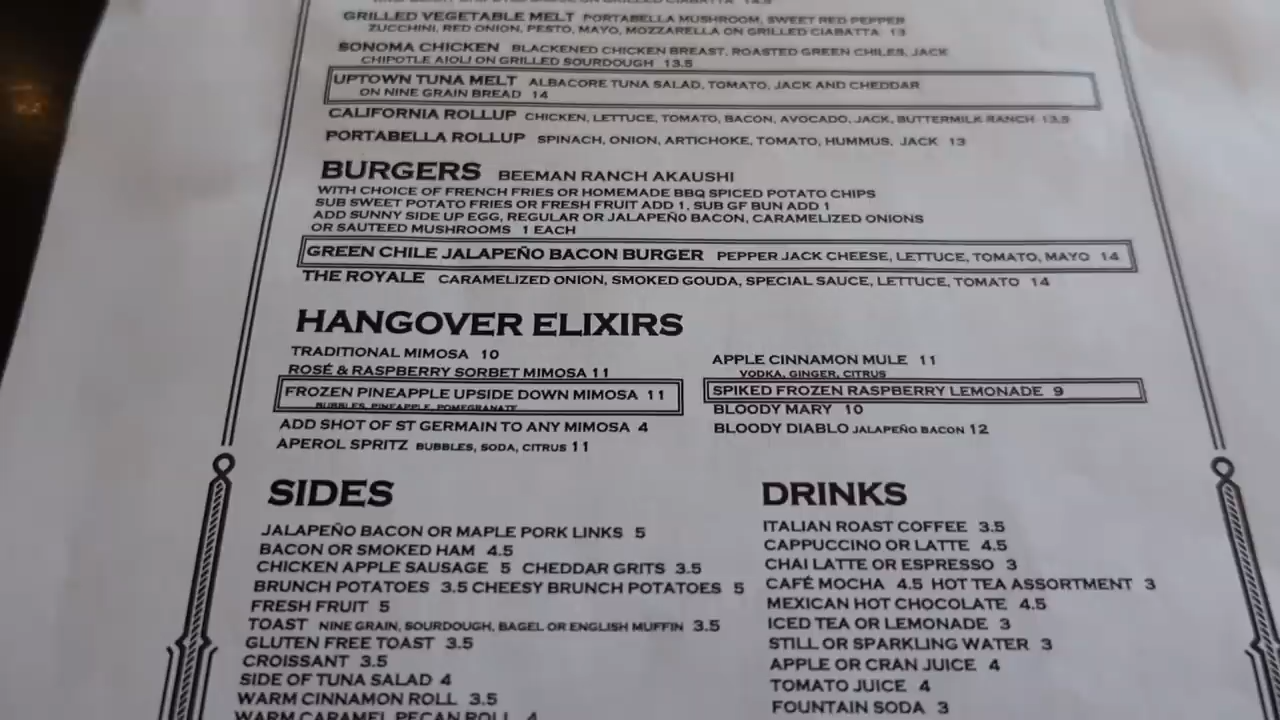 GRILLED VEGETABLE MELT PORTABELLA MUSHROOM, SWEET RED PEPPER
ZUCCHINI, RED ONION, PESTO, MAYO, MOZZARELLA ON GRILLED CIABATTA 13
SONOMA CHICKEN BLACKENED CHICKEN BREAST, ROASTED GREEN CHILES, JACK
CHIPOTLE AIOLI ON GRILLED SOURDOUGH 13.5
UPTOWN TUNA MELT ALBACORE TUNA SALAD, TOMATO, JACK AND CHEDDAR
ON NINE GRAIN BREAD 14
CALIFORNIA ROLLUP CHICKEN, LETTUCE, TOMATO, BACON, AVOCADO, JACK, BUTTERMILK RANCH 13.5
PORTABELLA ROLLUP SPINACH, ONION, ARTICHOKE, TOMATO, HUMMUS, JACK 13
BURGERS BEEMAN RANCH AKAUSHI
WITH CHOICE OF FRENCH FRIES OR HOMEMADE BBQ SPICED POTATO CHIPS
SUB SWEET POTATO FRIES OR FRESH FRUIT ADD 1, SUB GF BUN ADD 1
ADD SUNNY SIDE UP EGG, REGULAR OR JALAPEÑO BACON, CARAMELIZED ONIONS
OR SAUTEED MUSHROOMS 1 EACH
GREEN CHILE JALAPEÑO BACON BURGER PEPPER JACK CHEESE, LETTUCE, TOMATO, MAYO 14
THE ROYALE CARAMELIZED ONION, SMOKED GOUDA, SPECIAL SAUCE, LETTUCE, TOMATO 14
HANGOVER ELIXIRS
TRADITIONAL MIMOSA 10
ROSÉ & RASPBERRY SORBET MIMOSA 11
FROZEN PINEAPPLE UPSIDE DOWN MIMOSA 11
BUBBLES, PINEAPPLE, POMEGRANATE
ADD SHOT OF ST GERMAIN TO ANY MIMOSA 4
APEROL SPRITZ BUBBLES, SODA, CITRUS 11
APPLE CINNAMON MULE 11
VODKA, GINGER, CITRUS
SPIKED FROZEN RASPBERRY LEMONADE 9
BLOODY MARY 10
BLOODY DIABLO JALAPEÑO BACON 12
SIDES
JALAPEÑO BACON OR MAPLE PORK LINKS 5
BACON OR SMOKED HAM 4.5
CHICKEN APPLE SAUSAGE 5 CHEDDAR GRITS 3.5
BRUNCH POTATOES 3.5 CHEESY BRUNCH POTATOES 5
FRESH FRUIT 5
TOAST NINE GRAIN, SOURDOUGH, BAGEL OR ENGLISH MUFFIN 3.5
GLUTEN FREE TOAST 3.5
CROISSANT 3.5
SIDE OF TUNA SALAD 4
WARM CINNAMON ROLL 3.5
WARM CARAMEL PECAN ROLL 4
DRINKS
ITALIAN ROAST COFFEE 3.5
CAPPUCCINO OR LATTE 4.5
CHAI LATTE OR ESPRESSO 3
CAFÉ MOCHA 4.5 HOT TEA ASSORTMENT 3
MEXICAN HOT CHOCOLATE 4.5
ICED TEA OR LEMONADE 3
STILL OR SPARKLING WATER 3
APPLE OR CRAN JUICE 4
TOMATO JUICE 4
FOUNTAIN SODA 3